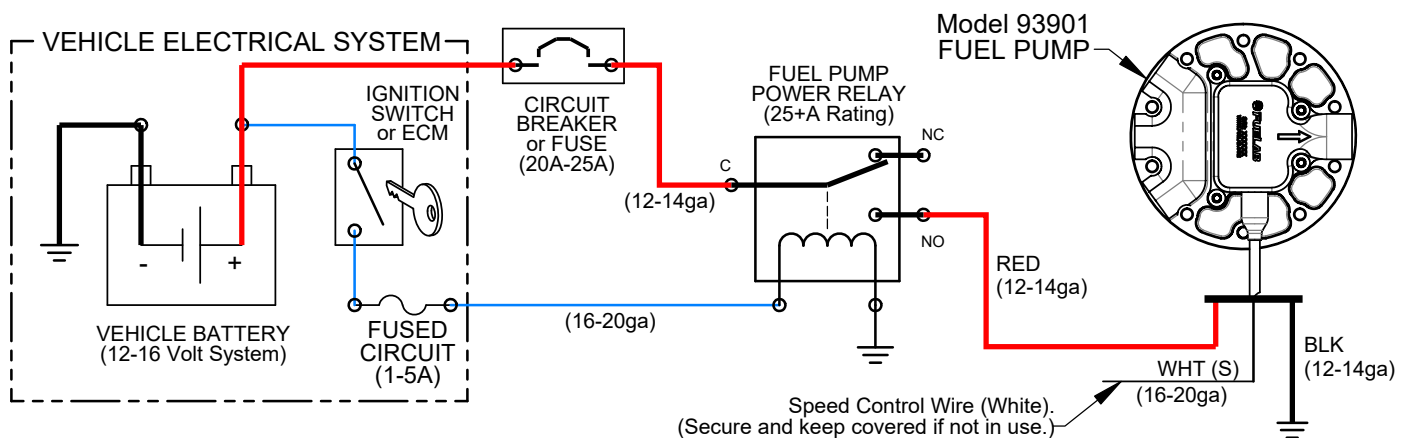 VEHICLE ELECTRICAL SYSTEM
IGNITION
SWITCH
or ECM
-
+
VEHICLE BATTERY
(12-16 Volt System)
FUSED
CIRCUIT
(1-5A)
CIRCUIT
BREAKER
or FUSE
(20A-25A)
(12-14ga)
(16-20ga)
FUEL PUMP
POWER RELAY
(25+A Rating)
C
NC
NO
RED
(12-14ga)
Model 93901
FUEL PUMP
FUELAB
BLK
(12-14ga)
WHT (S)
(16-20ga)
Speed Control Wire (White).
(Secure and keep covered if not in use.)